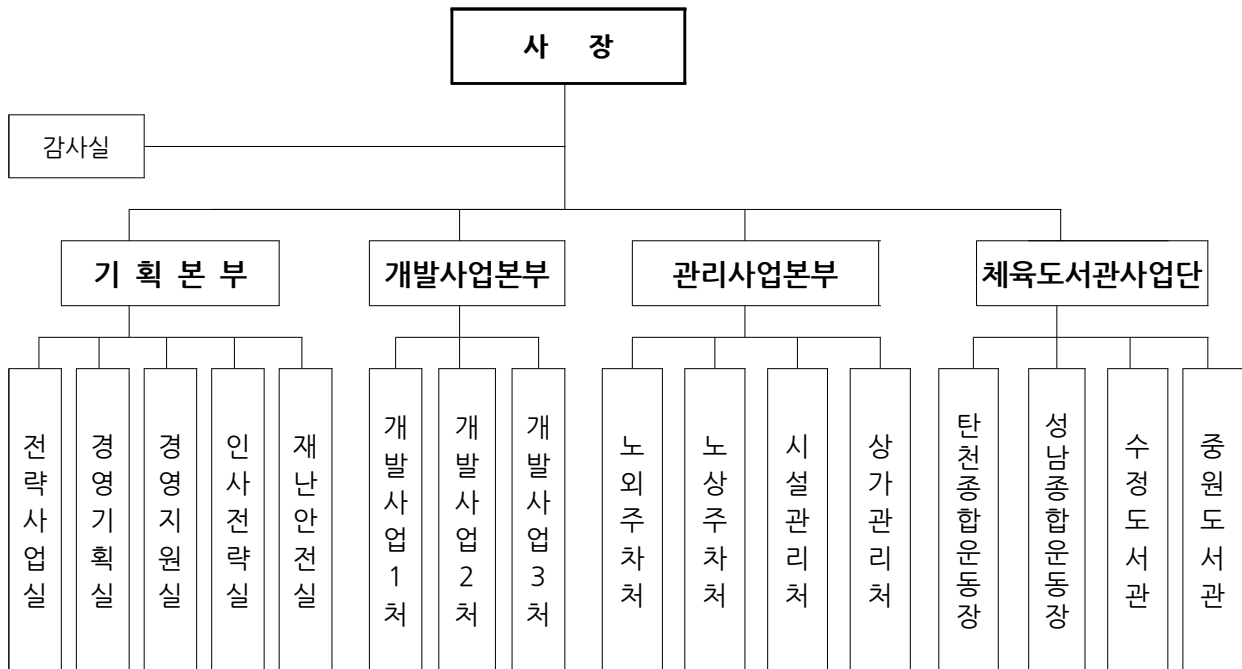 사 장
감사실
기 획 본 부
개발사업본부
관리사업본부
체육도서관사업단
전략사업실
경영기획실
경영지원실
인사전략실
재난안전실
개발사업1처
개발사업2처
개발사업3처
노외주차처
노상주차처
시설관리처
상가관리처
탄천종합운동장
성남종합운동장
수정도서관
중원도서관